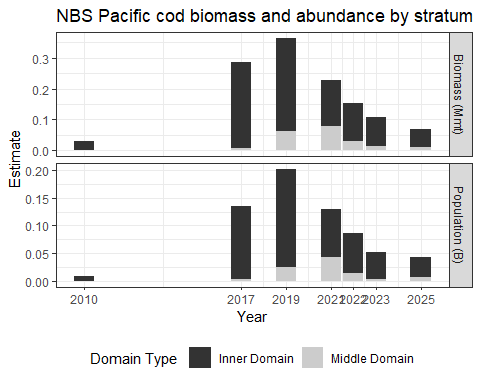 NBS Pacific cod biomass and abundance by stratum
Estimate
0.3
0.2
0.1
0.0
Biomass (Mmt)
0.20
0.15
0.10
0.05
0.00
Population (B)
2010 2017 2019 2021 2022 2023 2025
Year
Domain Type Inner Domain Middle Domain